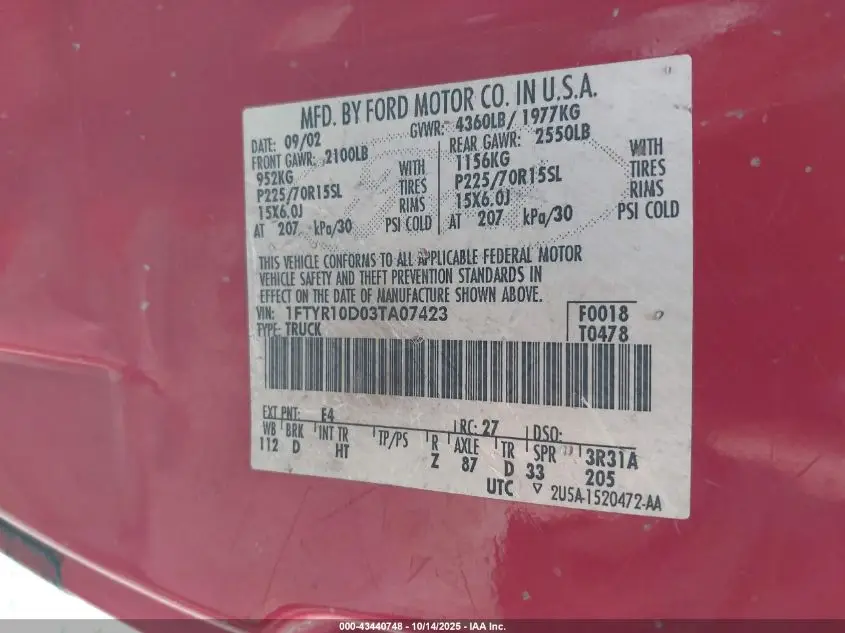 MFD. BY FORD MOTOR CO. IN U.S.A.
DATE: 09/02 GVWR: 4360LB/ 1977KG
FRONT GAWR: 2100LB REAR GAWR: 2550LB
952KG WITH 1156KG WITH
P225/70R15SL TIRES P225/70R15SL TIRES
15X6.0J RIMS 15X6.0J RIMS
AT 207 kPa/30 PSI COLD AT 207 kPa/30 PSI COLD
THIS VEHICLE CONFORMS TO ALL APPLICABLE FEDERAL MOTOR
VEHICLE SAFETY AND THEFT PREVENTION STANDARDS IN
EFFECT ON THE DATE OF MANUFACTURE SHOWN ABOVE.
VIN: 1FTYR10D03TA07423 F0018
TYPE: TRUCK T0478
EXT PNT: E4 RC: 27 DSO:
WB BRK INT TR TP/PS R AXLE TR SPR 3R31A
112 D HT Z 87 D 33 205
UTC ▽ 2U5A-1520472-AA
000-43440748 - 10/14/2025 - IAA Inc.